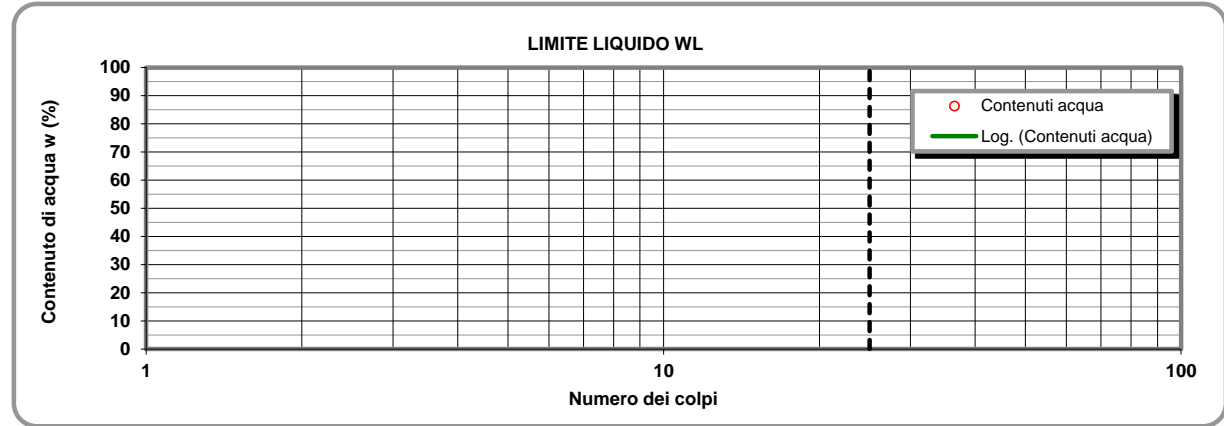 LIMITE LIQUIDO WL
Contenuto di acqua w (%)
100
90
80
70
60
50
40
30
20
10
0
Contenuti acqua
Log. (Contenuti acqua)
1
10
100
Numero dei colpi